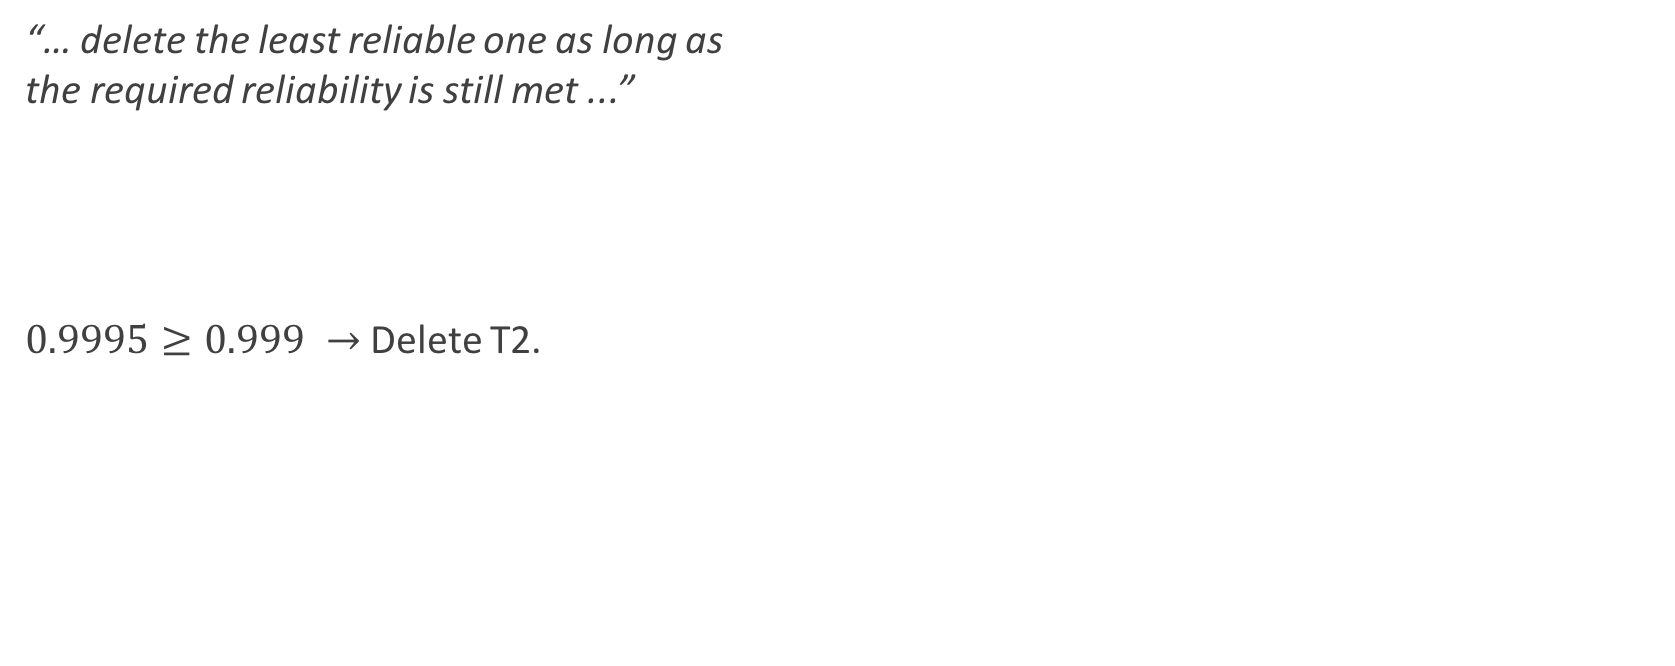 “… delete the least reliable one as long as
the required reliability is still met …”
0.9995 ≥ 0.999 → Delete T2.